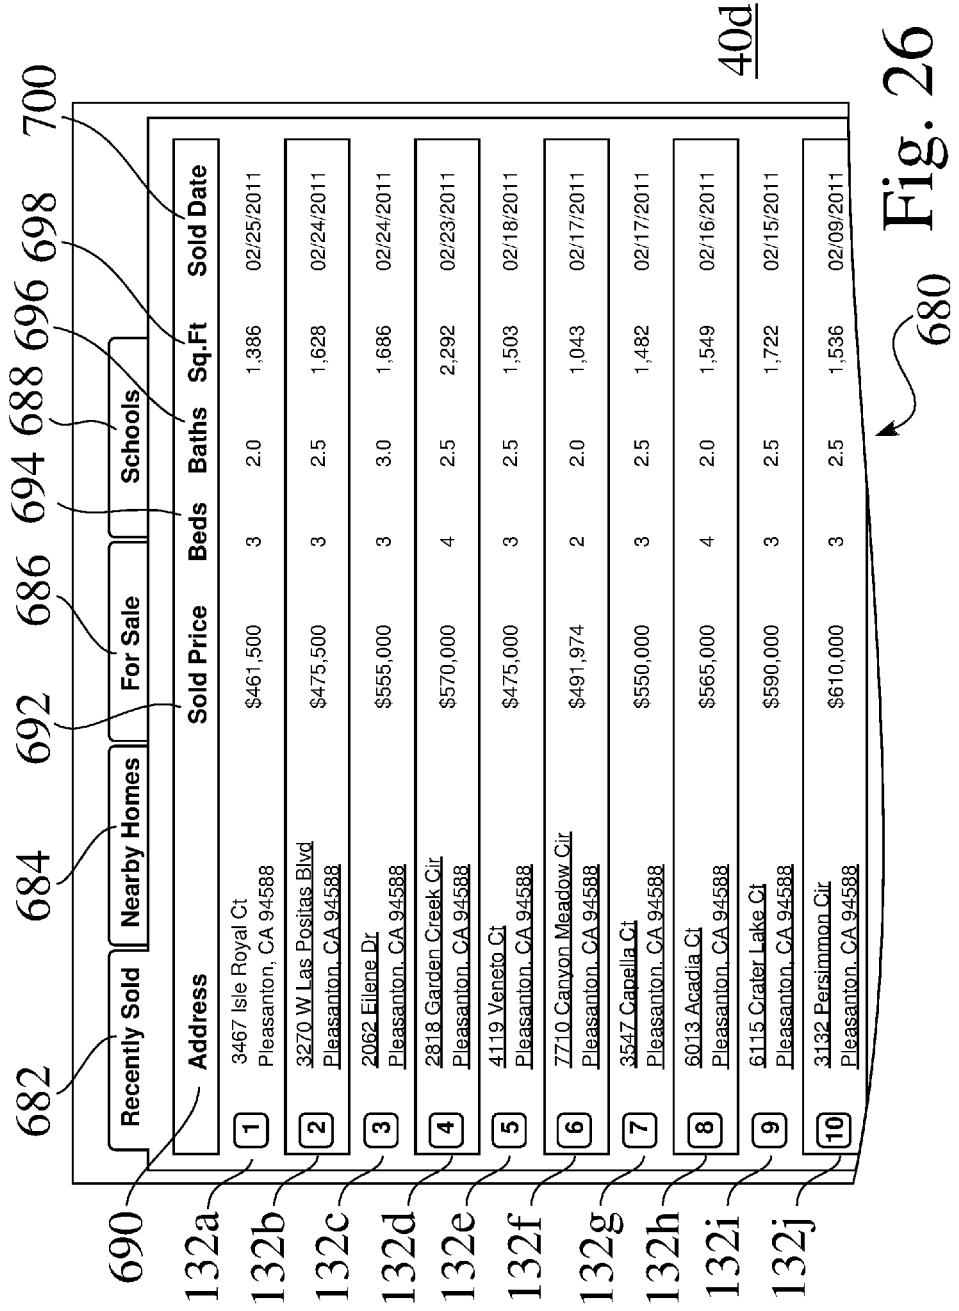 682 684 692 686 694 688 696 698 700
690
Recently Sold Nearby Homes For Sale Schools
Address Sold Price Beds Baths Sq.Ft Sold Date
132a 1 3467 Isle Royal Ct $461,500 3 2.0 1,386 02/25/2011
Pleasanton, CA 94588
132b 2 3270 W Las Positas Blvd $475,500 3 2.5 1,628 02/24/2011
Pleasanton, CA 94588
132c 3 2062 Eilene Dr $555,000 3 3.0 1,686 02/24/2011
Pleasanton, CA 94588
132d 4 2818 Garden Creek Cir $570,000 4 2.5 2,292 02/23/2011
Pleasanton, CA 94588
132e 5 4119 Veneto Ct $475,000 3 2.5 1,503 02/18/2011
Pleasanton, CA 94588
132f 6 7710 Canyon Meadow Cir $491,974 2 2.0 1,043 02/17/2011
Pleasanton, CA 94588
132g 7 3547 Capella Ct $550,000 3 2.5 1,482 02/17/2011
Pleasanton, CA 94588
132h 8 6013 Acadia Ct $565,000 4 2.0 1,549 02/16/2011
Pleasanton, CA 94588
132i 9 6115 Crater Lake Ct $590,000 3 2.5 1,722 02/15/2011
Pleasanton, CA 94588
132j 10 3132 Persimmon Cir $610,000 3 2.5 1,536 02/09/2011
Pleasanton, CA 94588
40d
680
Fig. 26